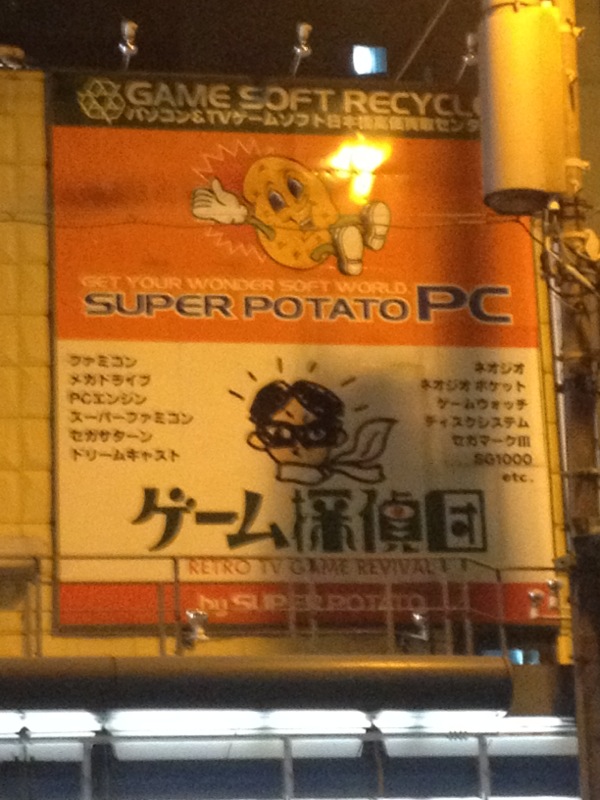 GAME SOFT RECYCL
パソコン&TVゲームソフト日本橋高価買取センタ
GET YOUR WONDER SOFT WORLD
SUPER POTATO PC
ファミコン
メガドライブ
PCエンジン
スーパーファミコン
セガサターン
ドリームキャスト
ネオジオ
ネオジオ ポケット
ゲームウォッチ
ディスクシステム
セガマークIII
SG1000
etc.
ゲーム探偵団
RETRO TV GAME REVIVAL
by SUPER POTATO